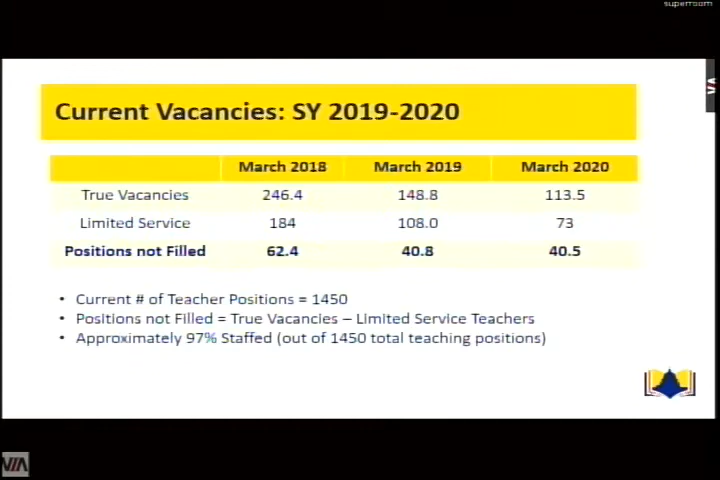 superroom
Current Vacancies: SY 2019-2020
March 2018 March 2019 March 2020
True Vacancies 246.4 148.8 113.5
Limited Service 184 108.0 73
Positions not Filled 62.4 40.8 40.5
• Current # of Teacher Positions = 1450
• Positions not Filled = True Vacancies – Limited Service Teachers
• Approximately 97% Staffed (out of 1450 total teaching positions)
VIA